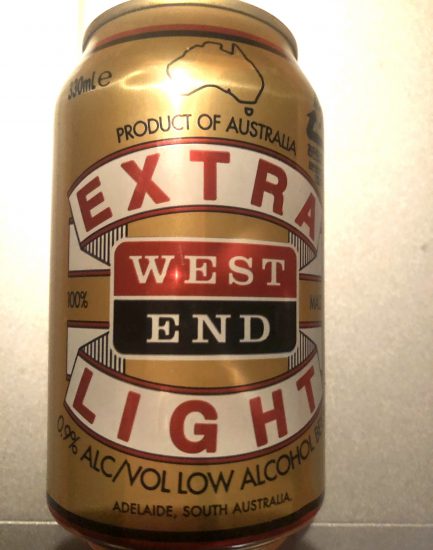 330mL e
PRODUCT OF AUSTRALIA
EXTRA
WEST
END
100%
LIGHT
0.9% ALC/VOL LOW ALCOHOL
ADELAIDE, SOUTH AUSTRALIA.